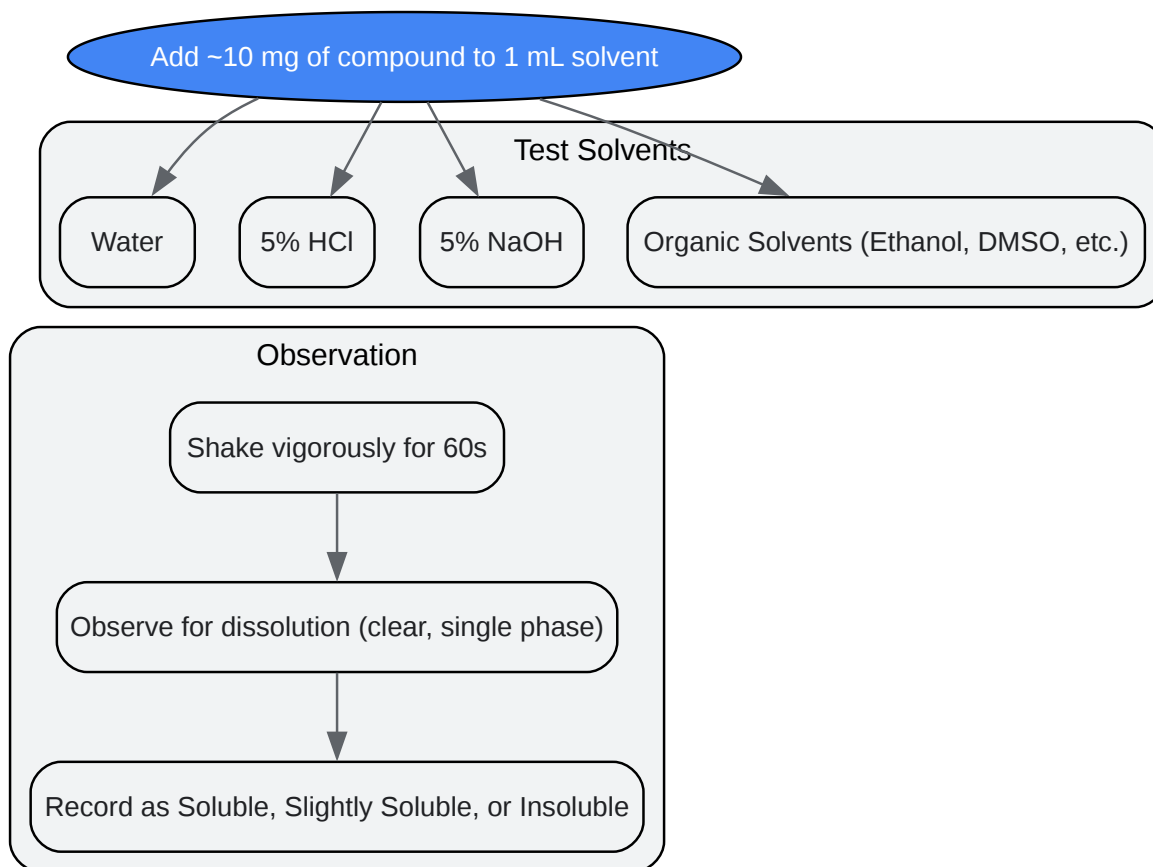 Add ~10 mg of compound to 1 mL solvent
Test Solvents
Water
5% HCl
5% NaOH
Organic Solvents (Ethanol, DMSO, etc.)
Observation
Shake vigorously for 60s
Observe for dissolution (clear, single phase)
Record as Soluble, Slightly Soluble, or Insoluble